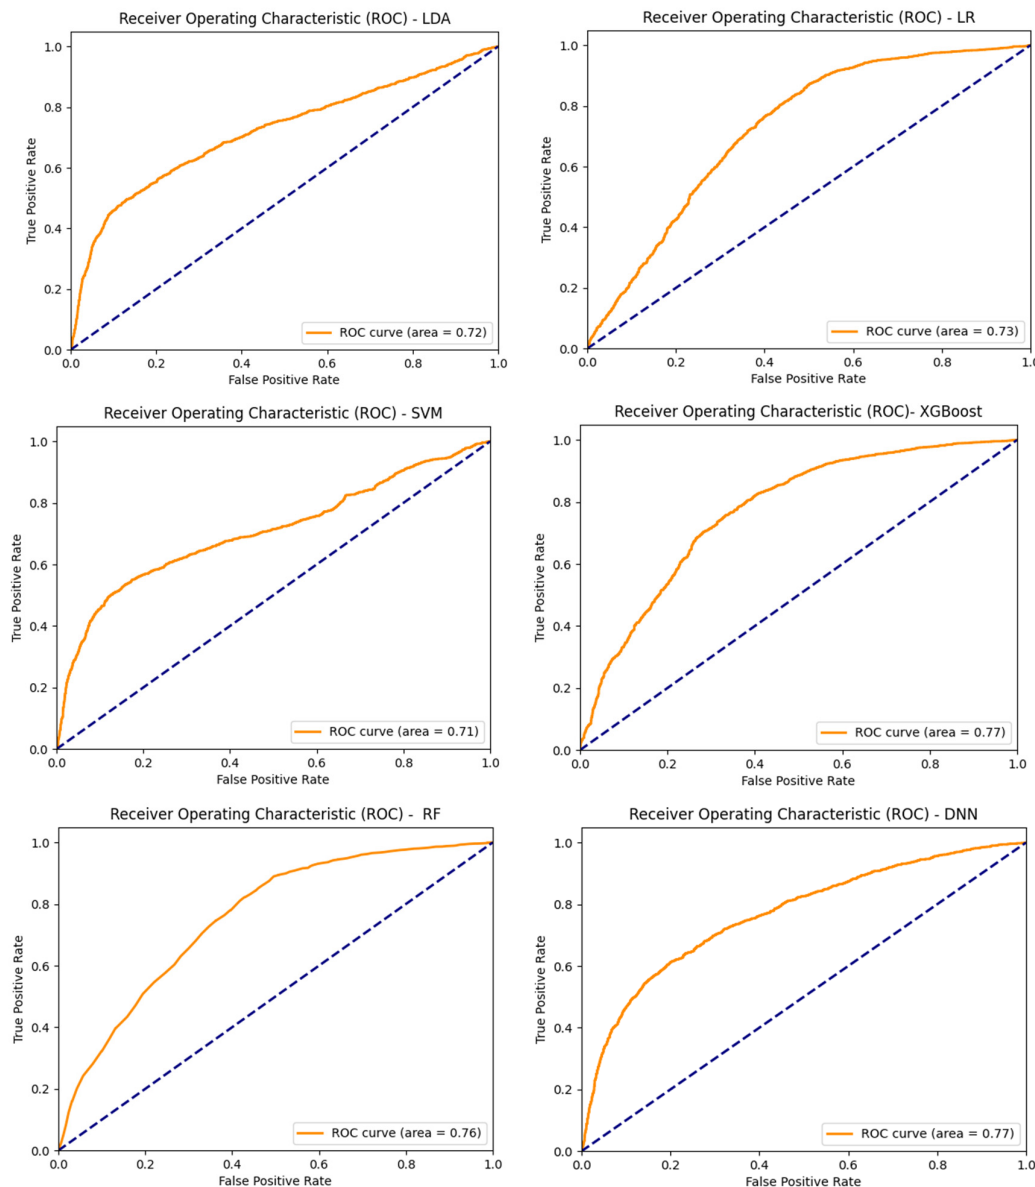 Receiver Operating Characteristic (ROC) - LDA
1.0
0.8
0.6
0.4
0.2
0.0
True Positive Rate
ROC curve (area = 0.72)
0.0 0.2 0.4 0.6 0.8 1.0
False Positive Rate
Receiver Operating Characteristic (ROC) - LR
1.0
0.8
0.6
0.4
0.2
0.0
True Positive Rate
ROC curve (area = 0.73)
0.0 0.2 0.4 0.6 0.8 1.0
False Positive Rate
Receiver Operating Characteristic (ROC) - SVM
1.0
0.8
0.6
0.4
0.2
0.0
True Positive Rate
ROC curve (area = 0.71)
0.0 0.2 0.4 0.6 0.8 1.0
False Positive Rate
Receiver Operating Characteristic (ROC)- XGBoost
1.0
0.8
0.6
0.4
0.2
0.0
True Positive Rate
ROC curve (area = 0.77)
0.0 0.2 0.4 0.6 0.8 1.0
False Positive Rate
Receiver Operating Characteristic (ROC) -  RF
1.0
0.8
0.6
0.4
0.2
0.0
True Positive Rate
ROC curve (area = 0.76)
0.0 0.2 0.4 0.6 0.8 1.0
False Positive Rate
Receiver Operating Characteristic (ROC) - DNN
1.0
0.8
0.6
0.4
0.2
0.0
True Positive Rate
ROC curve (area = 0.77)
0.0 0.2 0.4 0.6 0.8 1.0
False Positive Rate